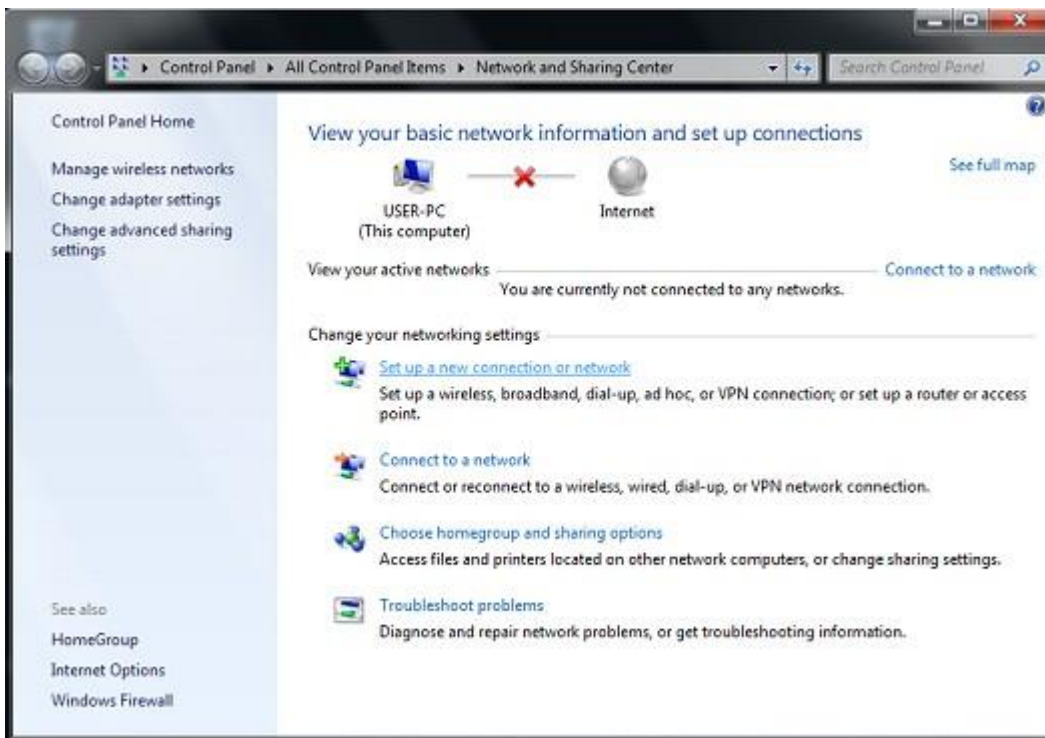 Control Panel ▸ All Control Panel Items ▸ Network and Sharing Center
Search Control Panel
Control Panel Home
Manage wireless networks
Change adapter settings
Change advanced sharing
settings
See also
HomeGroup
Internet Options
Windows Firewall
View your basic network information and set up connections
See full map
USER-PC
(This computer)
Internet
View your active networks
Connect to a network
You are currently not connected to any networks.
Change your networking settings
Set up a new connection or network
Set up a wireless, broadband, dial-up, ad hoc, or VPN connection; or set up a router or access
point.
Connect to a network
Connect or reconnect to a wireless, wired, dial-up, or VPN network connection.
Choose homegroup and sharing options
Access files and printers located on other network computers, or change sharing settings.
Troubleshoot problems
Diagnose and repair network problems, or get troubleshooting information.